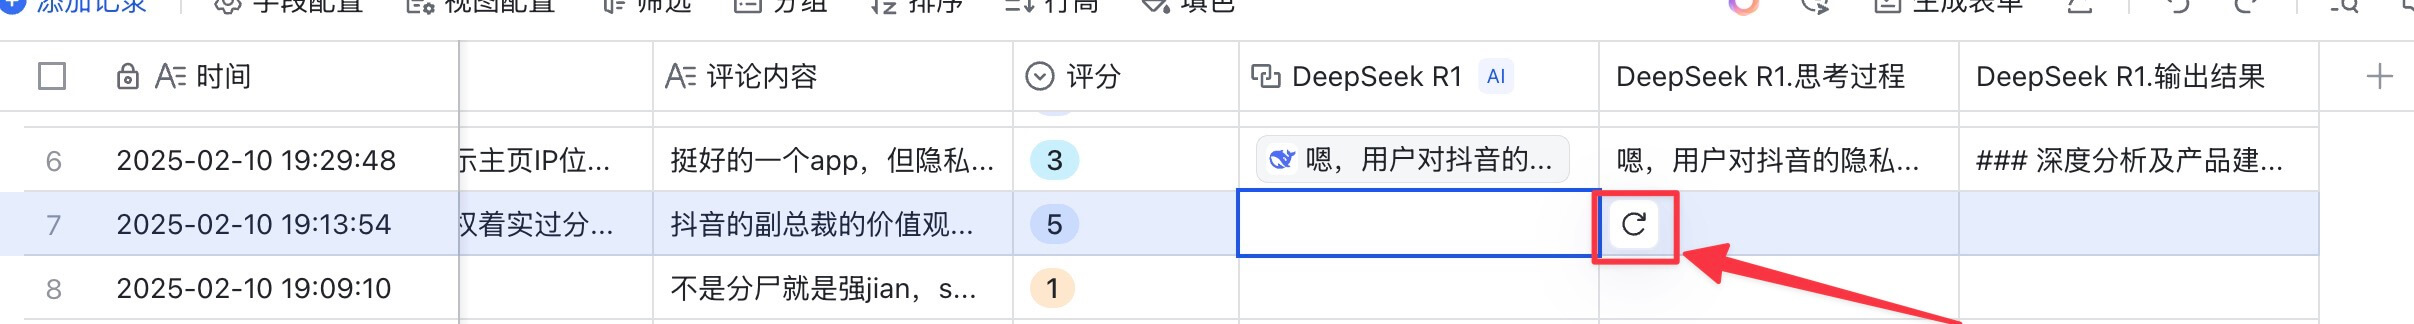 添加记录 字段配置 视图配置 筛选 分组 排序 行高 填色 生成表单
时间 评论内容 评分 DeepSeek R1 AI DeepSeek R1.思考过程 DeepSeek R1.输出结果
6 2025-02-10 19:29:48 示主页IP位... 挺好的一个app，但隐私... 3 嗯，用户对抖音的... 嗯，用户对抖音的隐私... ### 深度分析及产品建...
7 2025-02-10 19:13:54 权着实过分... 抖音的副总裁的价值观... 5
8 2025-02-10 19:09:10 不是分尸就是强jian，s... 1